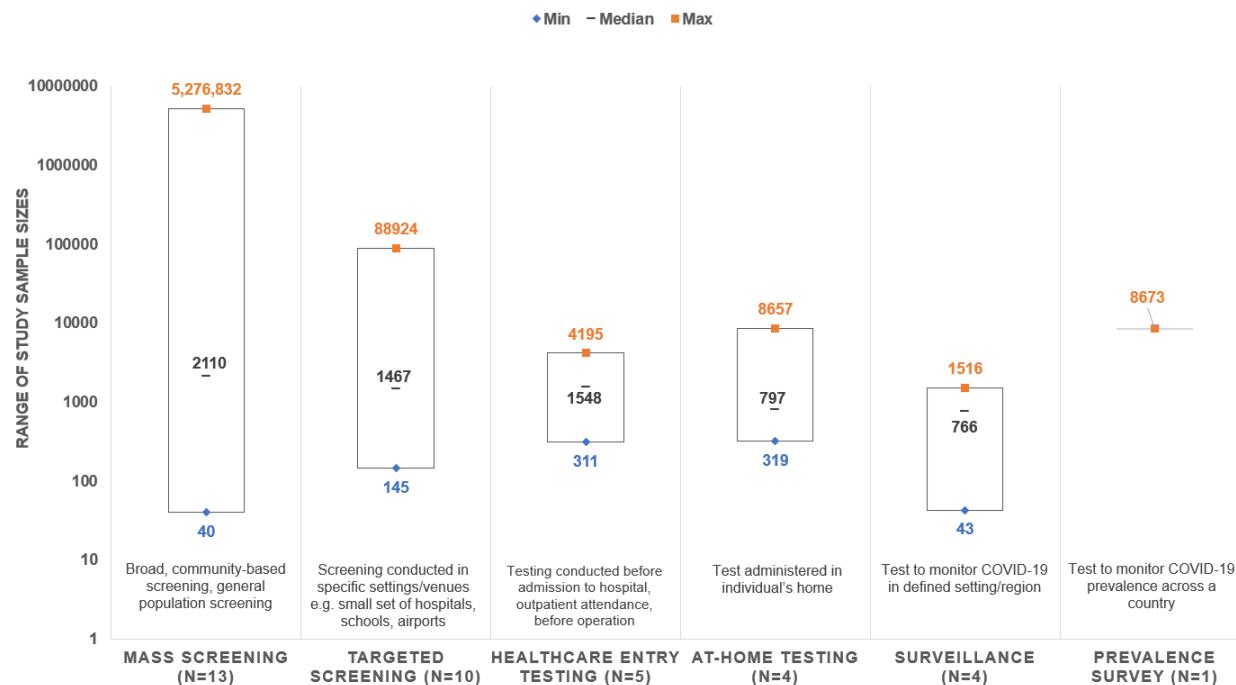 Min Median Max
RANGE OF STUDY SAMPLE SIZES
10000000
1000000
100000
10000
1000
100
10
1
5,276,832
2110
40
Broad, community-based
screening, general
population screening
MASS SCREENING
(N=13)
88924
1467
145
Screening conducted in
specific settings/venues
e.g. small set of hospitals,
schools, airports
TARGETED
SCREENING (N=10)
4195
1548
311
Testing conducted before
admission to hospital,
outpatient attendance,
before operation
HEALTHCARE ENTRY
TESTING (N=5)
8657
797
319
Test administered in
individual's home
AT-HOME TESTING
(N=4)
1516
766
43
Test to monitor COVID-19
in defined setting/region
SURVEILLANCE
(N=4)
8673
Test to monitor COVID-19
prevalence across a
country
PREVALENCE
SURVEY (N=1)